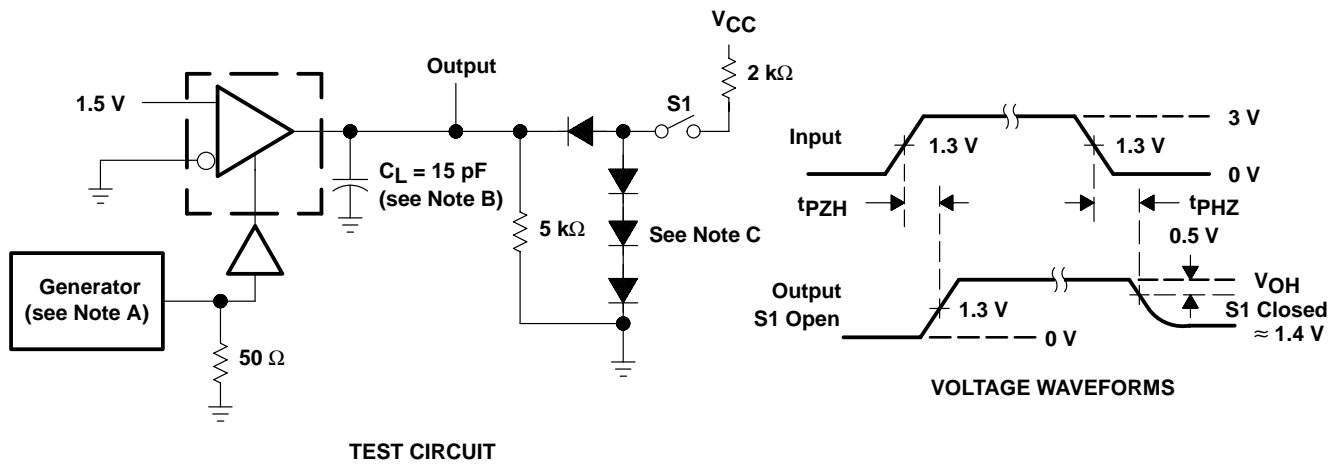 VCC
2 kΩ
Output
S1
1.5 V
CL = 15 pF
(see Note B)
5 kΩ
See Note C
Generator
(see Note A)
50 Ω
TEST CIRCUIT
Input
3 V
1.3 V
1.3 V
0 V
tPZH
tPHZ
0.5 V
Output
S1 Open
VOH
S1 Closed
≈ 1.4 V
1.3 V
0 V
VOLTAGE WAVEFORMS